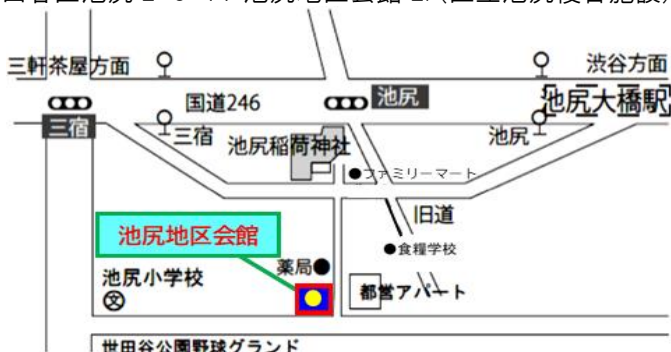 三軒茶屋方面
渋谷方面
国道246
池尻
池尻大橋駅
三宿
三宿
池尻稲荷神社
池尻
●ファミリーマート
旧道
池尻地区会館
●食糧学校
薬局●
池尻小学校
文
都営アパート
世田谷公園野球グランド